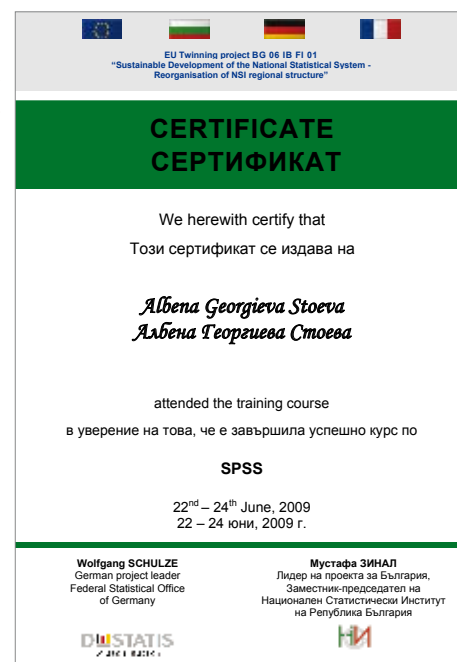 EU Twinning project BG 06 IB FI 01
“Sustainable Development of the National Statistical System -
Reorganisation of NSI regional structure”
CERTIFICATE
СЕРТИФИКАТ
We herewith certify that
Този сертификат се издава на
Albena Georgieva Stoeva
Албена Георгиева Стоева
attended the training course
в уверение на това, че е завършила успешно курс по
SPSS
22nd – 24th June, 2009
22 – 24 юни, 2009 г.
Wolfgang SCHULZE
German project leader
Federal Statistical Office
of Germany
Мустафа ЗИНАЛ
Лидер на проекта за България,
Заместник-председател на
Национален Статистически Институт
на Република България
DESTATIS
НСИ